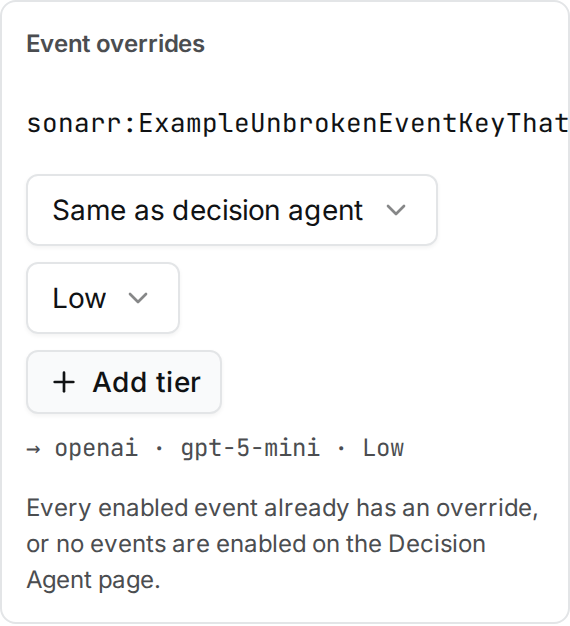 Event overrides
sonarr:ExampleUnbrokenEventKeyThat
Same as decision agent
Low
+ Add tier
→ openai · gpt-5-mini · Low
Every enabled event already has an override,
or no events are enabled on the Decision
Agent page.